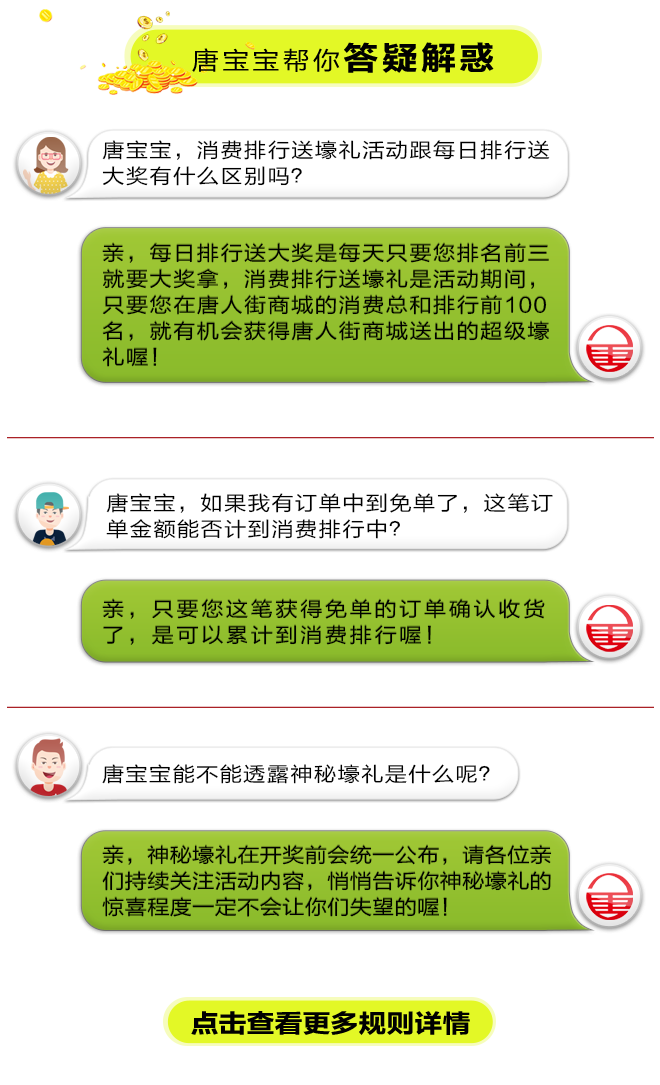 唐宝宝帮你答疑解惑
唐宝宝，消费排行送壕礼活动跟每日排行送
大奖有什么区别吗?
亲，每日排行送大奖是每天只要您排名前三
就要大奖拿，消费排行送壕礼是活动期间，
只要您在唐人街商城的消费总和排行前100
名，就有机会获得唐人街商城送出的超级壕
礼喔！
唐宝宝，如果我有订单中到免单了，这笔订
单金额能否计到消费排行中?
亲，只要您这笔获得免单的订单确认收货
了，是可以累计到消费排行喔！
唐宝宝能不能透露神秘壕礼是什么呢?
亲，神秘壕礼在开奖前会统一公布，请各位亲
们持续关注活动内容，悄悄告诉你神秘壕礼的
惊喜程度一定不会让你们失望的喔！
点击查看更多规则详情